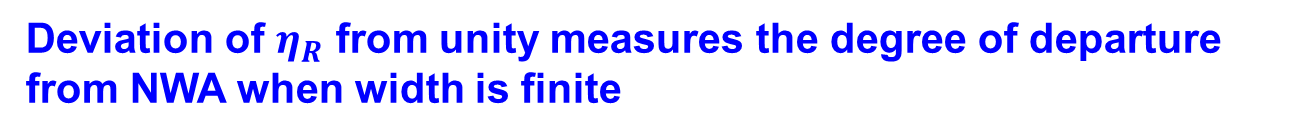 Deviation of η_R from unity measures the degree of departure
from NWA when width is finite